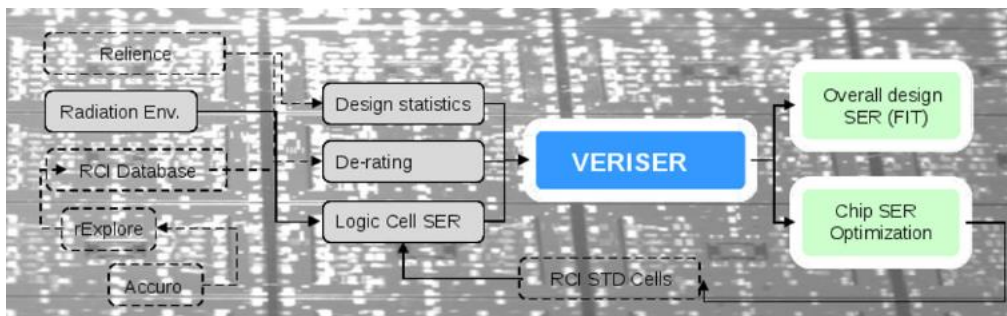 Relience
Radiation Env.
RCI Database
rExplore
Accuro
Design statistics
De-rating
Logic Cell SER
RCI STD Cells
VERISER
Overall design
SER (FIT)
Chip SER
Optimization